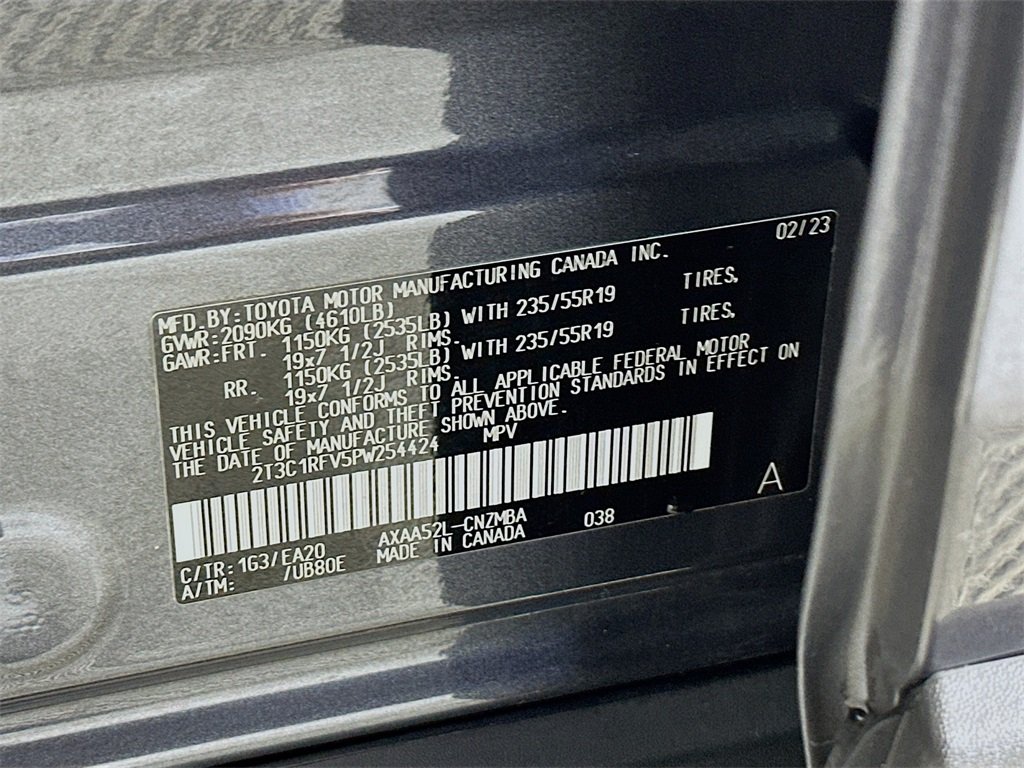 02/23
MFD.BY:TOYOTA MOTOR MANUFACTURING CANADA INC.
GVWR:2090KG (4610LB)
GAWR:FRT. 1150KG (2535LB) WITH 235/55R19 TIRES,
19x7 1/2J RIMS.
RR. 1150KG (2535LB) WITH 235/55R19 TIRES,
19x7 1/2J RIMS.
THIS VEHICLE CONFORMS TO ALL APPLICABLE FEDERAL MOTOR
VEHICLE SAFETY AND THEFT PREVENTION STANDARDS IN EFFECT ON
THE DATE OF MANUFACTURE SHOWN ABOVE.
2T3C1RFV5PW254424 MPV
A
C/TR:1G3/EA20 AXAA52L-CNZMBA 038
A/TM: /UB80E MADE IN CANADA